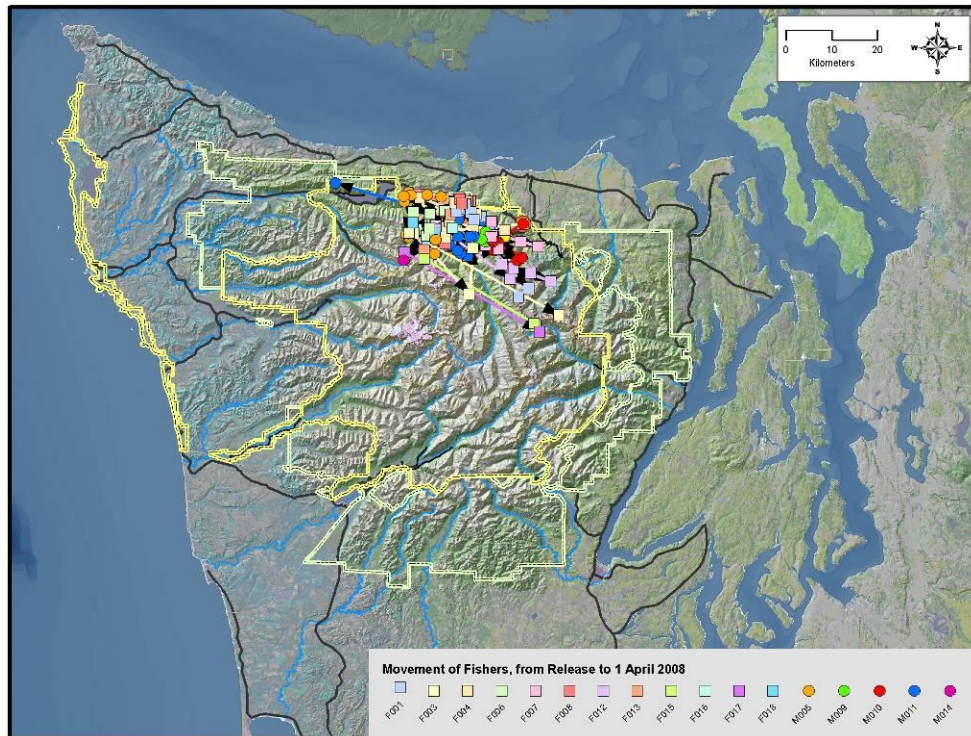 N
W E
S
0 10 20
Kilometers
Movement of Fishers, from Release to 1 April 2008
F001 F003 F004 F006 F007 F008 F012 F013 F015 F016 F017 F018 M005 M009 M010 M011 M014